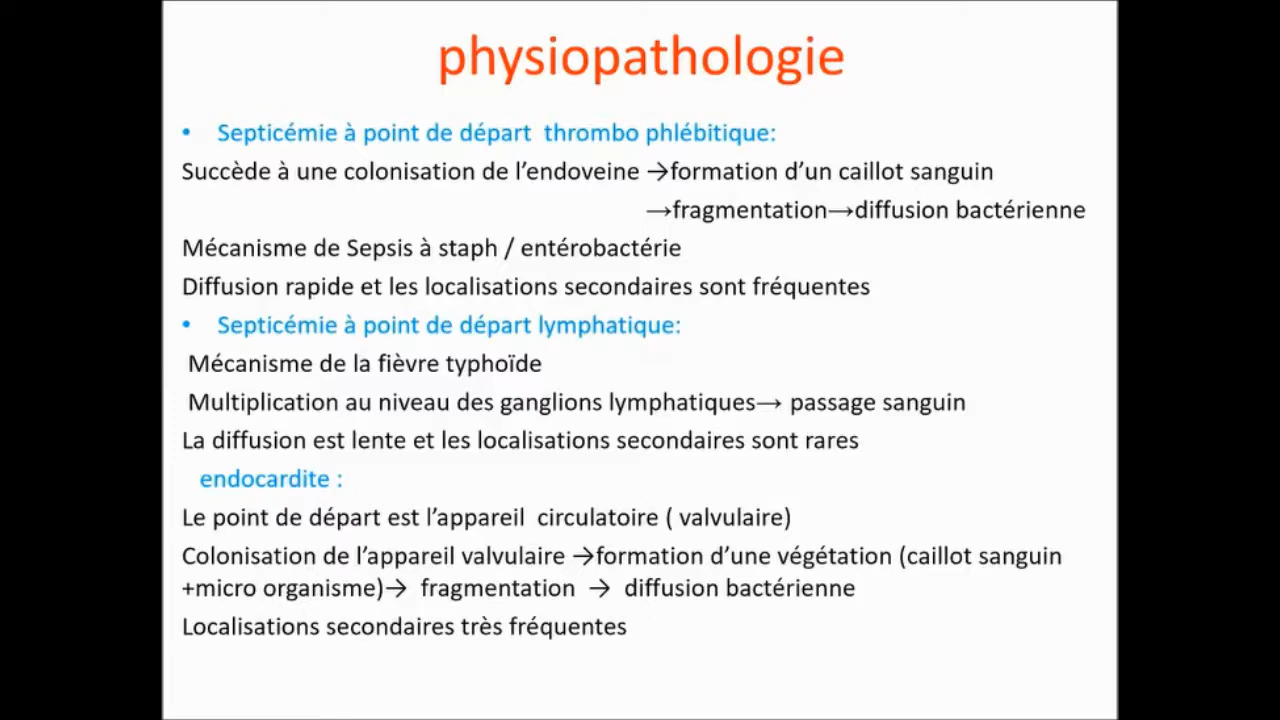 physiopathologie
• Septicémie à point de départ thrombo phlébitique:
Succède à une colonisation de l'endoveine →formation d'un caillot sanguin
→fragmentation→diffusion bactérienne
Mécanisme de Sepsis à staph / entérobactérie
Diffusion rapide et les localisations secondaires sont fréquentes
• Septicémie à point de départ lymphatique:
Mécanisme de la fièvre typhoïde
Multiplication au niveau des ganglions lymphatiques→ passage sanguin
La diffusion est lente et les localisations secondaires sont rares
endocardite :
Le point de départ est l'appareil circulatoire ( valvulaire)
Colonisation de l'appareil valvulaire →formation d'une végétation (caillot sanguin
+micro organisme)→ fragmentation → diffusion bactérienne
Localisations secondaires très fréquentes